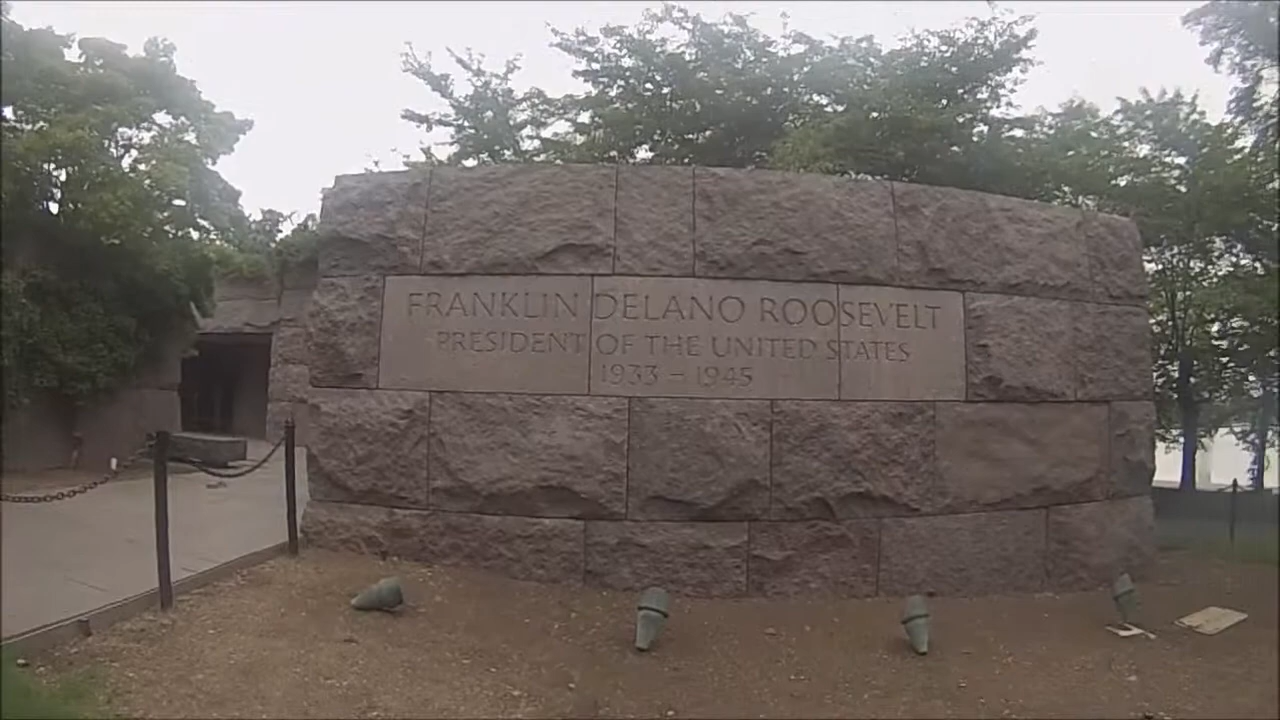 FRANKLIN DELANO ROOSEVELT
PRESIDENT OF THE UNITED STATES
1933 – 1945